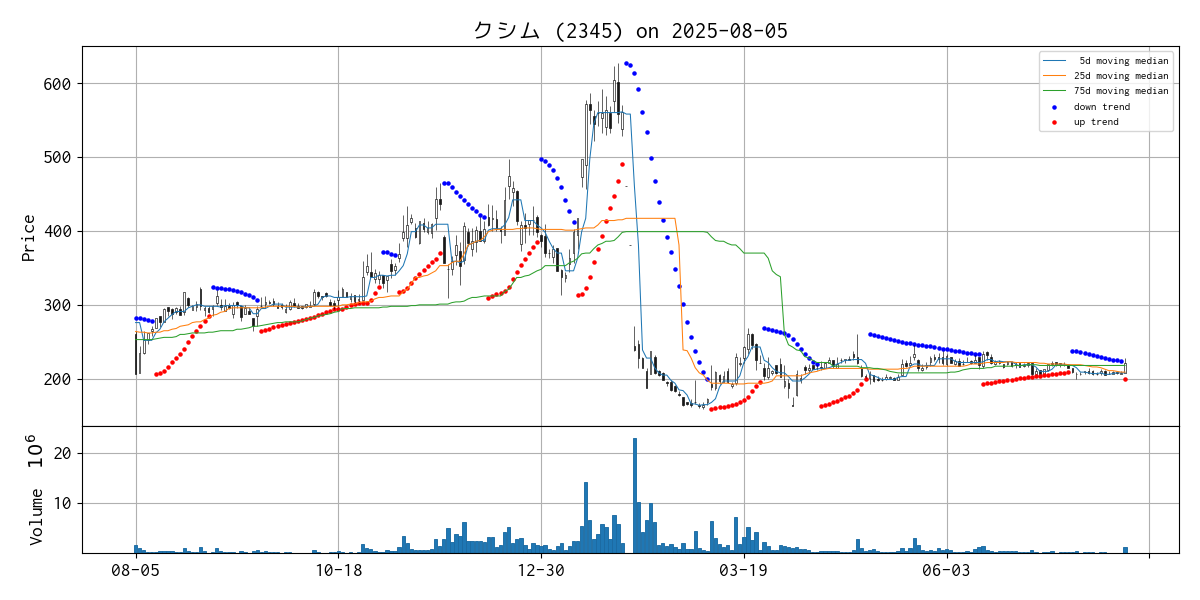 クシム (2345) on 2025-08-05
5d moving median
25d moving median
75d moving median
down trend
up trend
Price
600
500
400
300
200
Volume 10^6
20
10
08-05 10-18 12-30 03-19 06-03